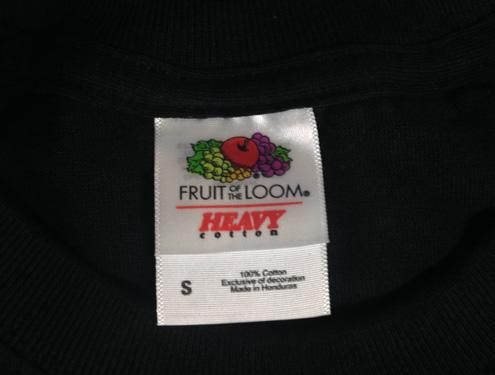 FRUIT OF THE LOOM®
HEAVY
cotton
S
100% Cotton
Exclusive of decoration
Made in Honduras